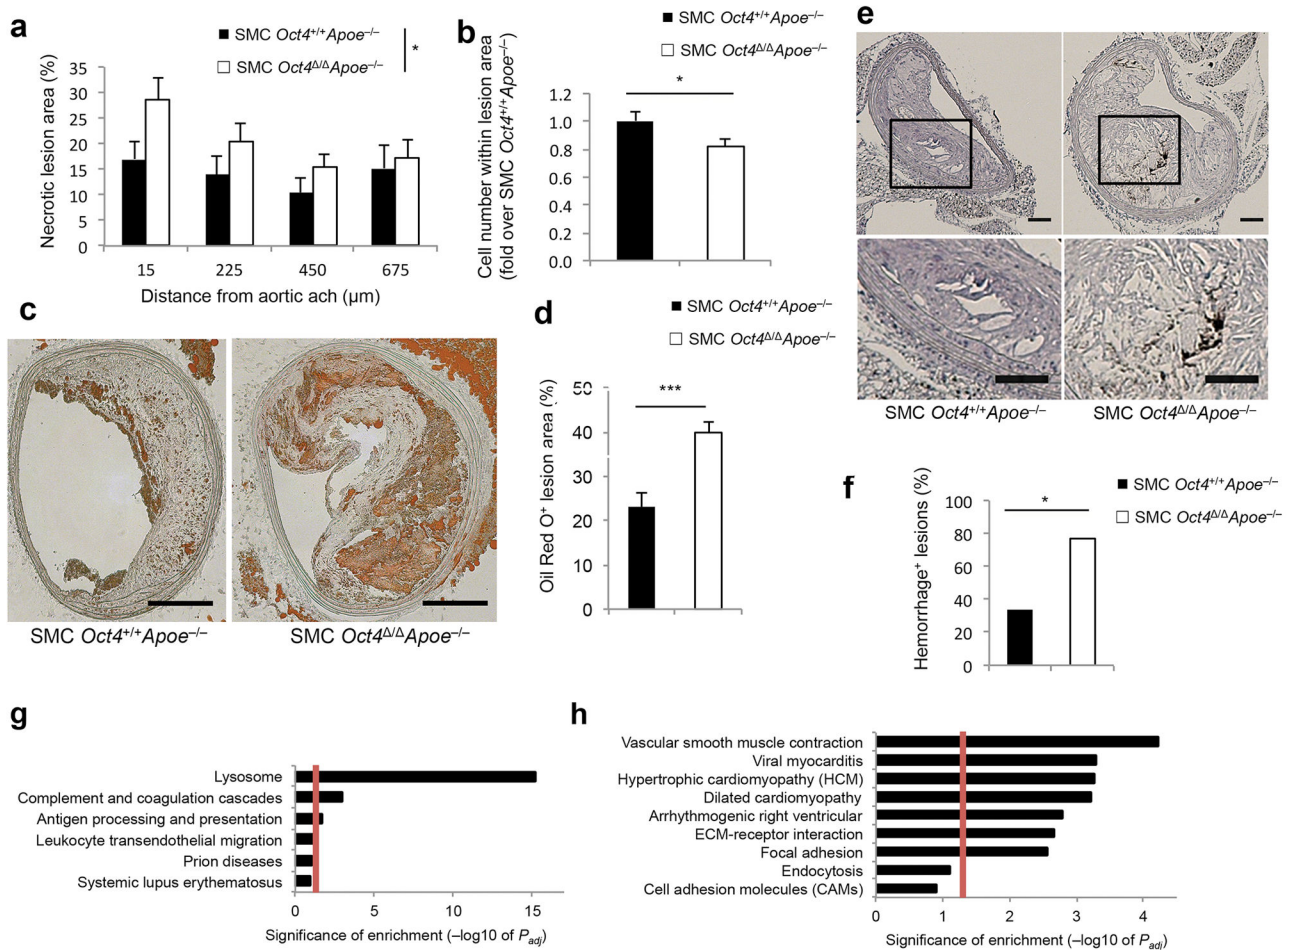 a
SMC Oct4+/+Apoe–/–
SMC Oct4Δ/ΔApoe–/–
*
Necrotic lesion area (%)
35
30
25
20
15
10
5
0
15 225 450 675
Distance from aortic ach (μm)
b
SMC Oct4+/+Apoe–/–
SMC Oct4Δ/ΔApoe–/–
Cell number within lesion area
(fold over SMC Oct4+/+Apoe–/–)
*
1.2
1.0
0.8
0.6
0.4
0.2
0.0
c
SMC Oct4+/+Apoe–/–
SMC Oct4Δ/ΔApoe–/–
d
SMC Oct4+/+Apoe–/–
SMC Oct4Δ/ΔApoe–/–
Oil Red O+ lesion area (%)
***
50
40
30
20
10
0
e
SMC Oct4+/+Apoe–/–
SMC Oct4Δ/ΔApoe–/–
f
SMC Oct4+/+Apoe–/–
SMC Oct4Δ/ΔApoe–/–
Hemorrhage+ lesions (%)
*
100
80
60
40
20
0
g
Lysosome
Complement and coagulation cascades
Antigen processing and presentation
Leukocyte transendothelial migration
Prion diseases
Systemic lupus erythematosus
0 5 10 15
Significance of enrichment (–log10 of Padj)
h
Vascular smooth muscle contraction
Viral myocarditis
Hypertrophic cardiomyopathy (HCM)
Dilated cardiomyopathy
Arrhythmogenic right ventricular
ECM-receptor interaction
Focal adhesion
Endocytosis
Cell adhesion molecules (CAMs)
0 1 2 3 4
Significance of enrichment (–log10 of Padj)